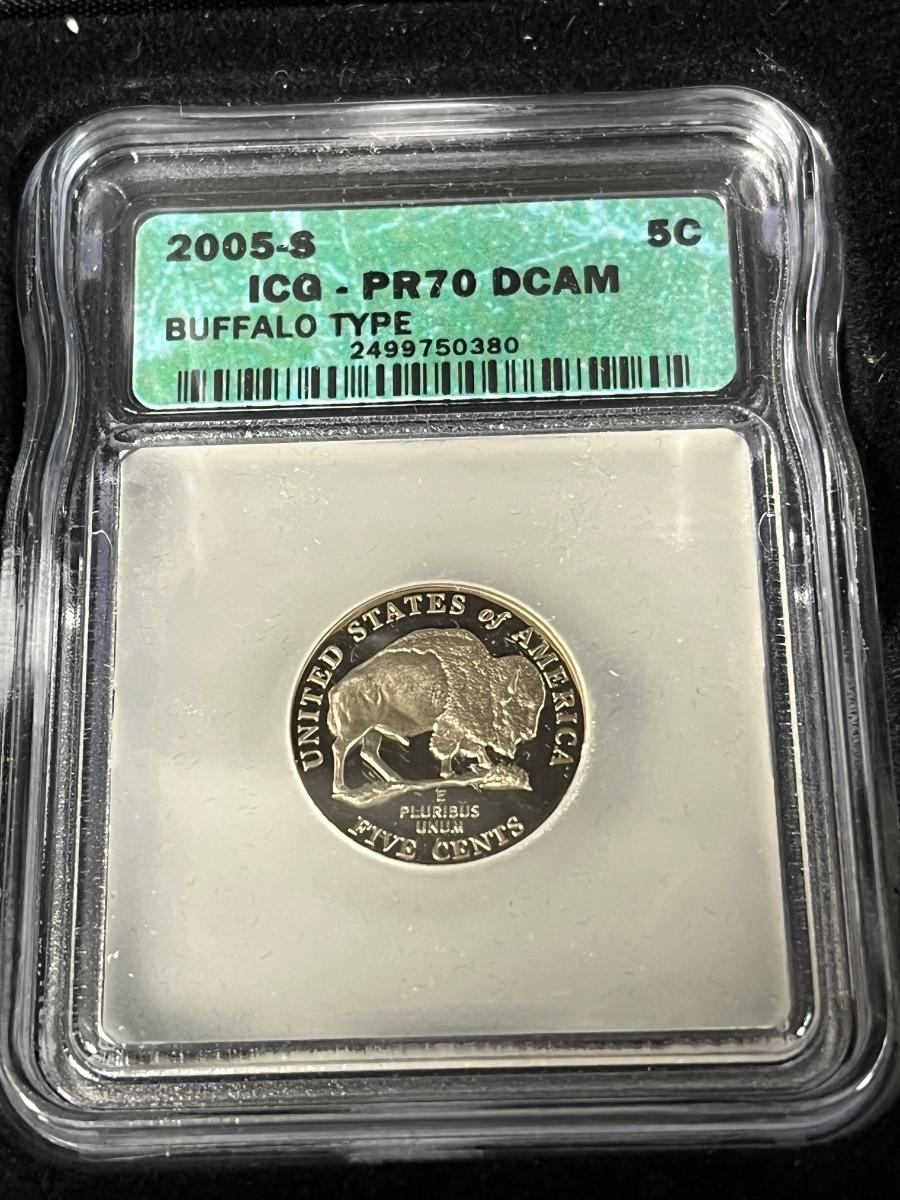 2005-S 5C
ICG - PR70 DCAM
BUFFALO TYPE
2499750380
UNITED STATES of AMERICA
E
PLURIBUS
UNUM
FIVE CENTS